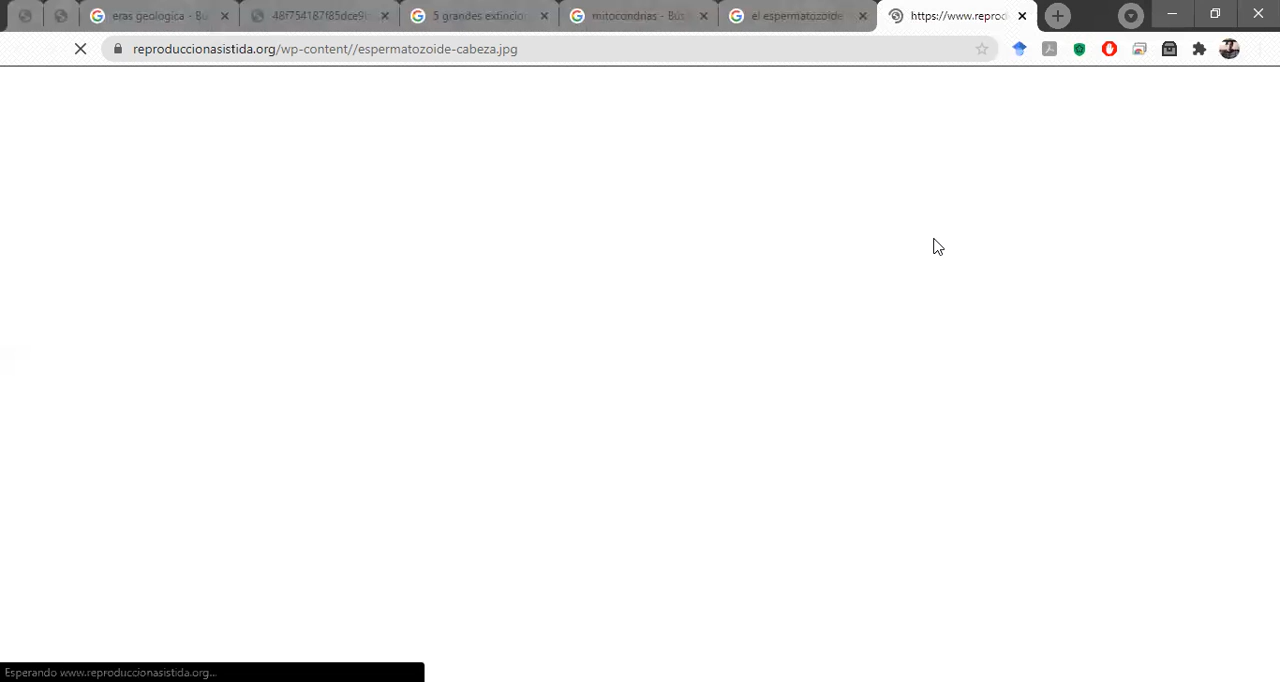 eras geologica - Bú
48f754187f85dce9
5 grandes extincio
mitocondrias - Bús
el espermatozoide
https://www.reprod
reproduccionasistida.org/wp-content//espermatozoide-cabeza.jpg
Esperando www.reproduccionasistida.org...